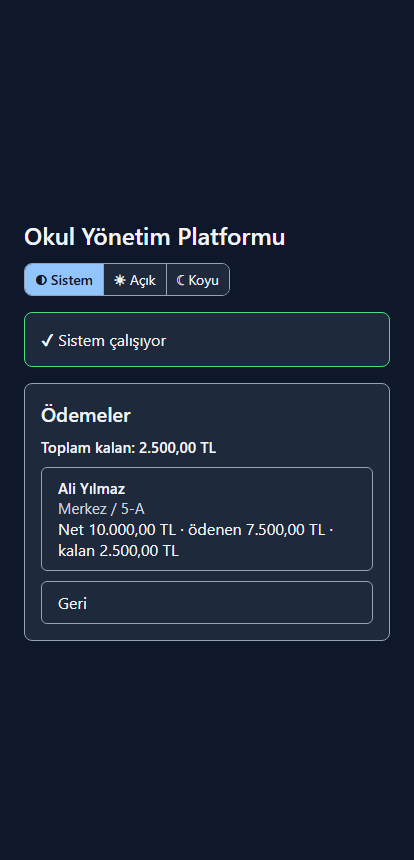 Okul Yönetim Platformu
◐ Sistem ☀ Açık ☾ Koyu
✓ Sistem çalışıyor
Ödemeler
Toplam kalan: 2.500,00 TL
Ali Yılmaz
Merkez / 5-A
Net 10.000,00 TL · ödenen 7.500,00 TL ·
kalan 2.500,00 TL
Geri